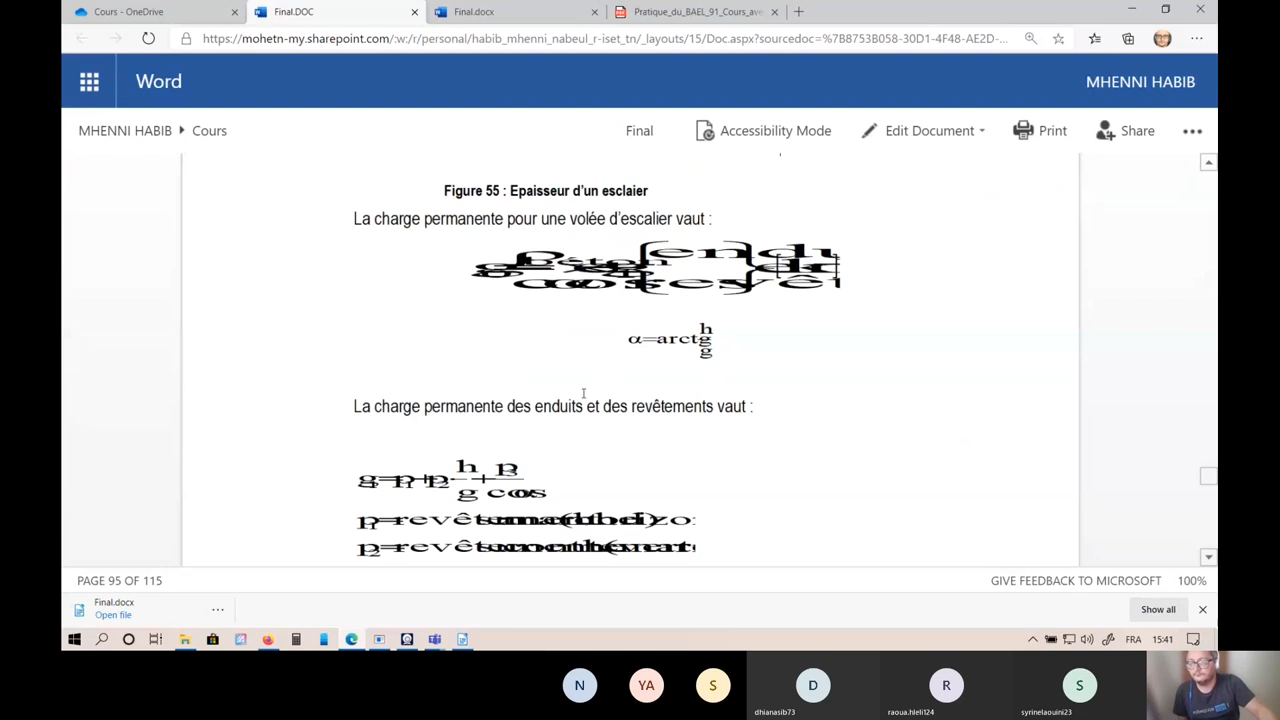 Cours - OneDrive
Final.DOC
Final.docx
Pratique_du_BAEL_91_Cours_ave
https://mohetn-my.sharepoint.com/:w:/r/personal/habib_mhenni_nabeul_r-iset_tn/_layouts/15/Doc.aspx?sourcedoc=%7B8753B058-30D1-4F48-AE2D-...
Word
MHENNI HABIB
MHENNI HABIB Cours
Final
Accessibility Mode
Edit Document
Print
Share
Figure 55 : Epaisseur d'un esclaier
La charge permanente pour une volée d'escalier vaut :
La charge permanente des enduits et des revêtements vaut :
PAGE 95 OF 115
GIVE FEEDBACK TO MICROSOFT
100%
Final.docx
Open file
Show all
FRA
15:41
N
YA
S
D
R
S
dhianasib73
raoua.hleli124
syrinelaouini23